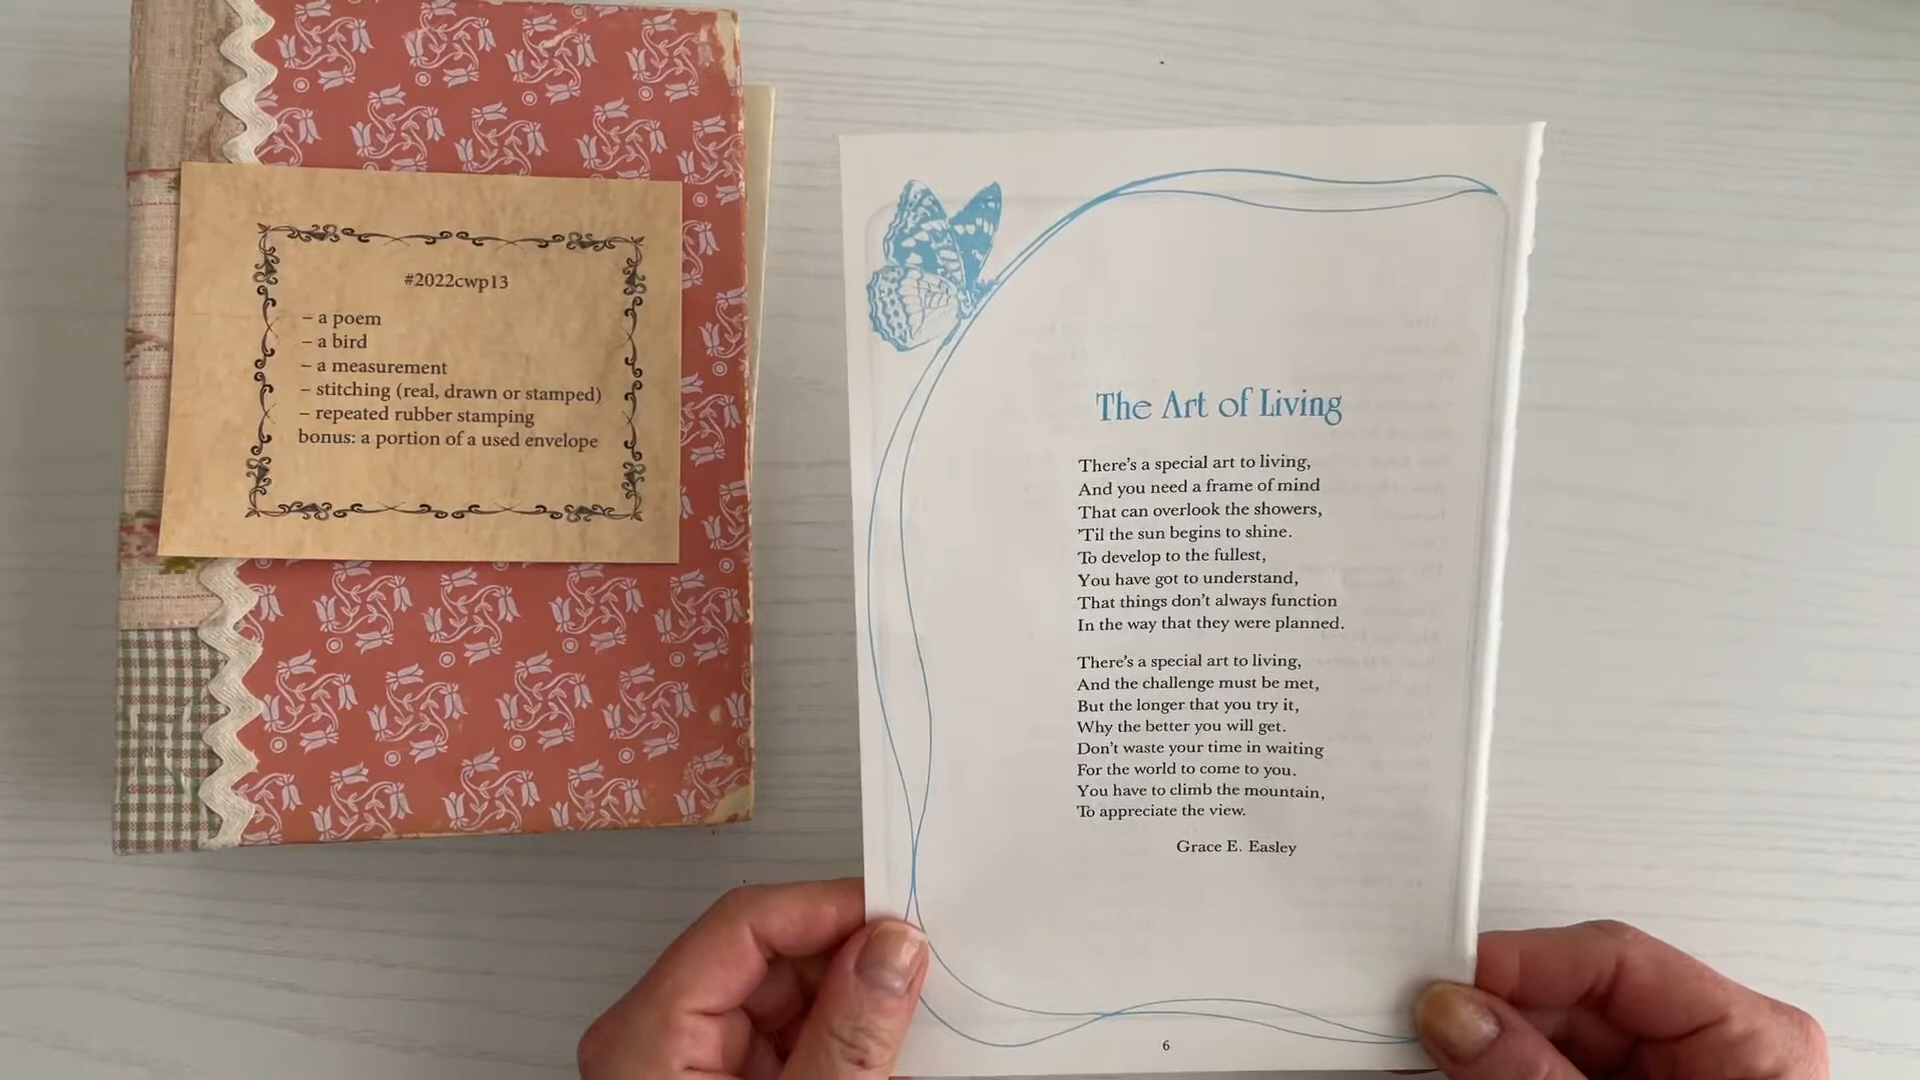 #2022cwp13
– a poem
– a bird
– a measurement
– stitching (real, drawn or stamped)
– repeated rubber stamping
bonus: a portion of a used envelope
The Art of Living
There's a special art to living,
And you need a frame of mind
That can overlook the showers,
'Til the sun begins to shine.
To develop to the fullest,
You have got to understand,
That things don't always function
In the way that they were planned.
There's a special art to living,
And the challenge must be met,
But the longer that you try it,
Why the better you will get.
Don't waste your time in waiting
For the world to come to you.
You have to climb the mountain,
To appreciate the view.
Grace E. Easley
6